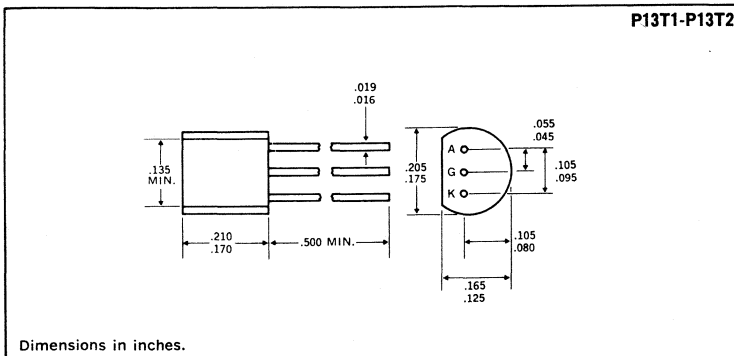 P13T1-P13T2
.019
.016
.055
.045
A
.135
MIN.
.205
.175
G
.105
.095
K
.210
.170
.500 MIN.
.105
.080
.165
.125
Dimensions in inches.